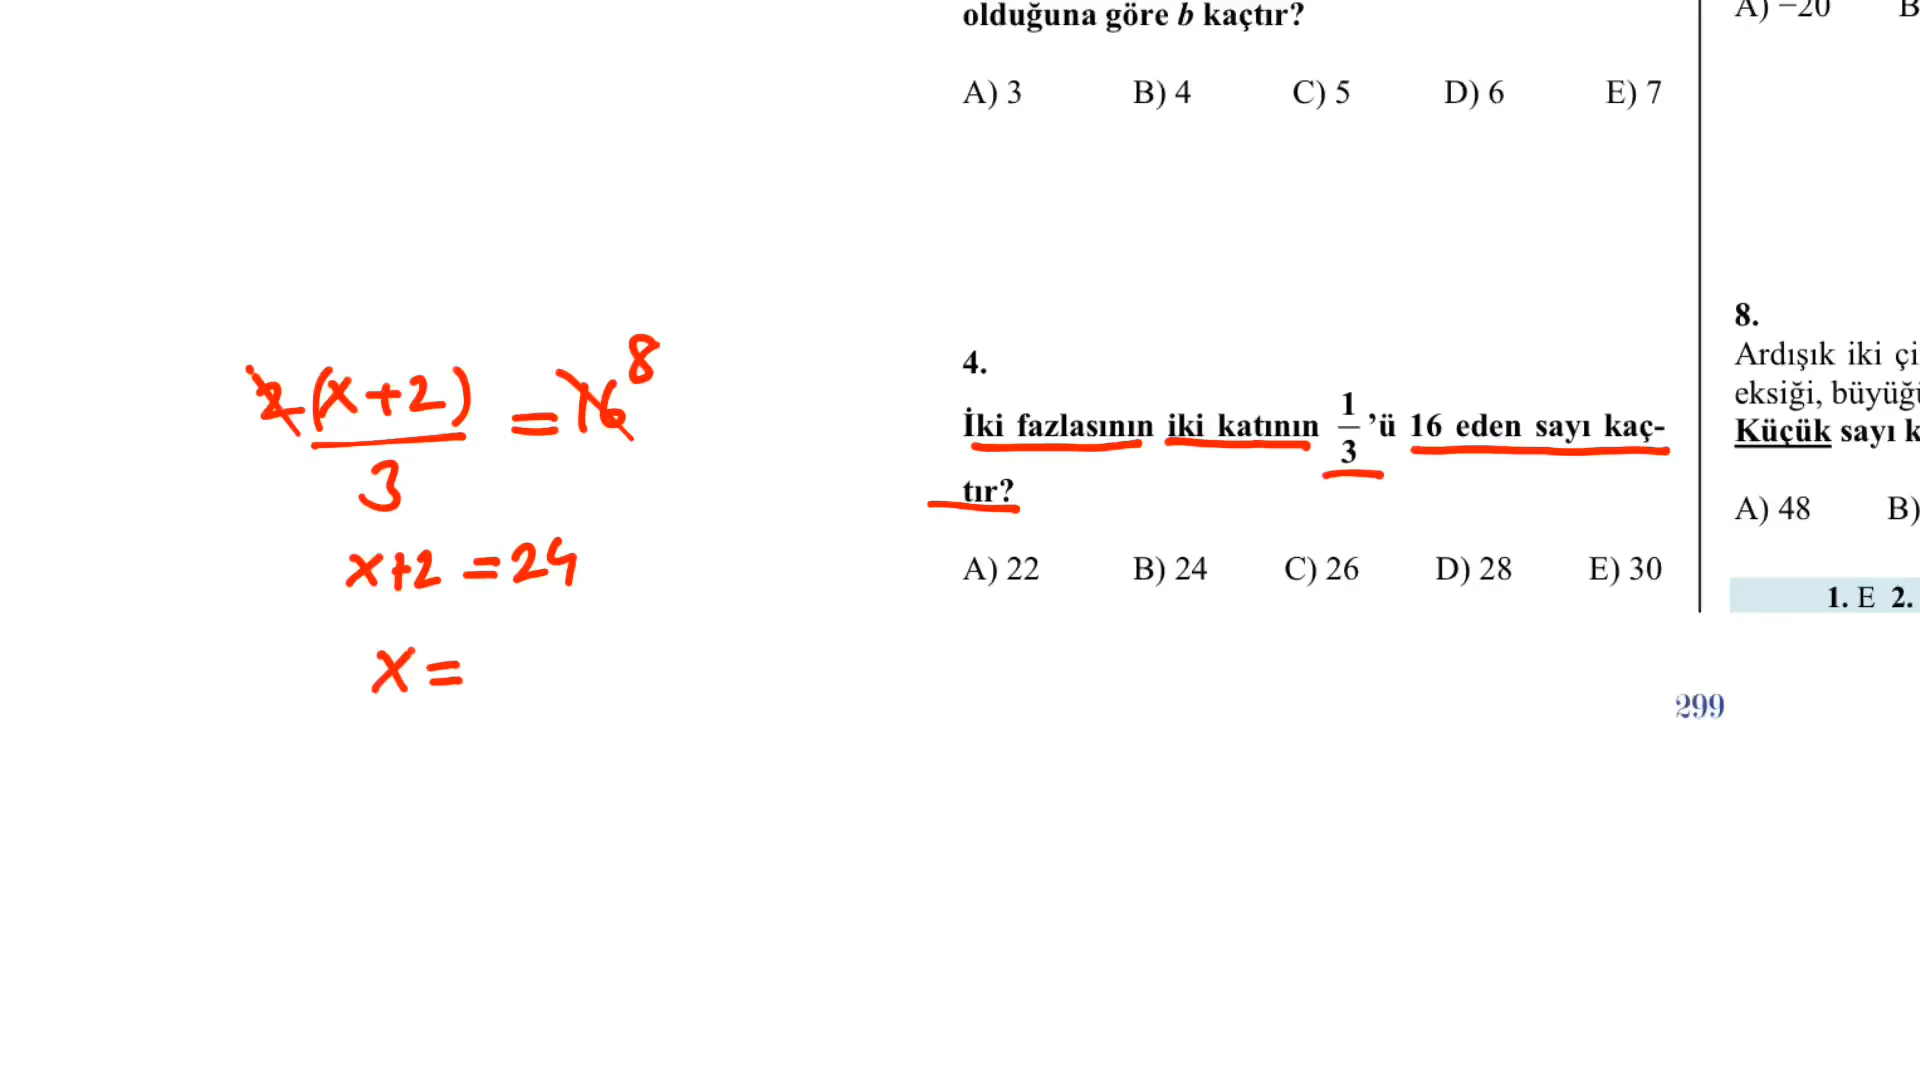 olduğuna göre b kaçtır?
A) 3 B) 4 C) 5 D) 6 E) 7
2(x+2) = 16 8
3
x+2 = 24
x =
4.
İki fazlasının iki katının 1/3 'ü 16 eden sayı kaç-
tır?
A) 22 B) 24 C) 26 D) 28 E) 30
A) −20 B
8.
Ardışık iki çi
eksiği, büyüğü
Küçük sayı k
A) 48 B)
1. E 2.
299